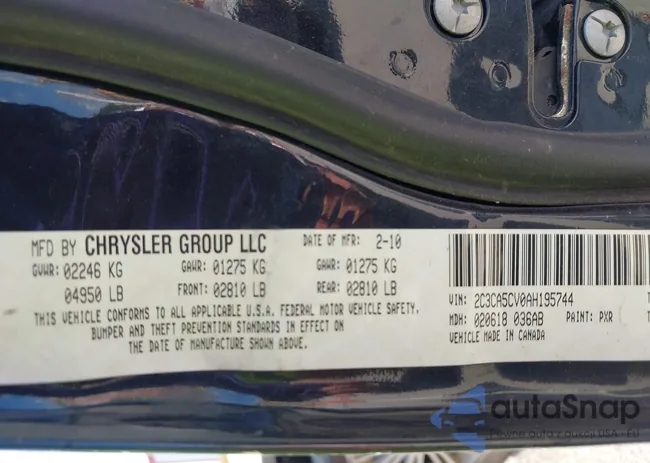 MFD BY CHRYSLER GROUP LLC DATE OF MFR: 2-10
GVWR: 02246 KG GAWR: 01275 KG GAWR: 01275 KG
04950 LB FRONT: 02810 LB REAR: 02810 LB
THIS VEHICLE CONFORMS TO ALL APPLICABLE U.S.A. FEDERAL MOTOR VEHICLE SAFETY,
BUMPER AND THEFT PREVENTION STANDARDS IN EFFECT ON
THE DATE OF MANUFACTURE SHOWN ABOVE.
VIN: 2C3CA5CV0AH195744
MDH: 020618 036AB PAINT: PXR
VEHICLE MADE IN CANADA
autaSnap